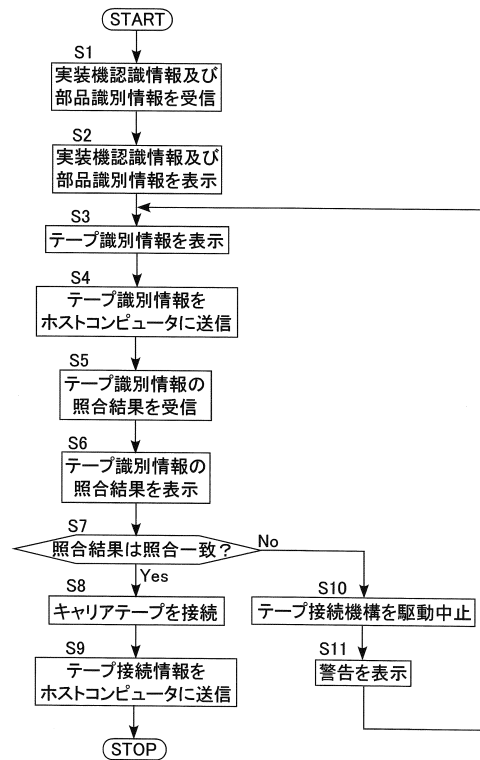 START
S1
実装機認識情報及び
部品識別情報を受信
S2
実装機認識情報及び
部品識別情報を表示
S3
テープ識別情報を表示
S4
テープ識別情報を
ホストコンピュータに送信
S5
テープ識別情報の
照合結果を受信
S6
テープ識別情報の
照合結果を表示
S7
照合結果は照合一致?
No
Yes
S8
キャリアテープを接続
S9
テープ接続情報を
ホストコンピュータに送信
STOP
S10
テープ接続機構を駆動中止
S11
警告を表示